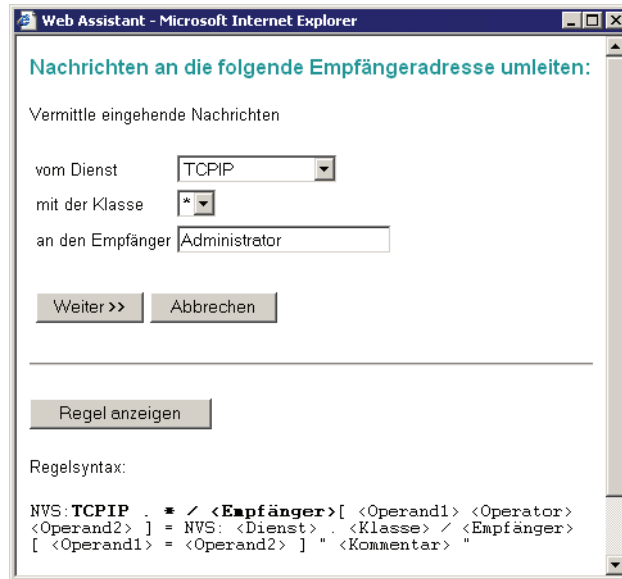 Web Assistant - Microsoft Internet Explorer
Nachrichten an die folgende Empfängeradresse umleiten:
Vermittle eingehende Nachrichten
vom Dienst TCPIP
mit der Klasse *
an den Empfänger Administrator
Weiter >> Abbrechen
Regel anzeigen
Regelsyntax:
NVS:TCPIP . * / <Empfänger>[ <Operand1> <Operator>
<Operand2> ] = NVS: <Dienst> . <Klasse> / <Empfänger>
[ <Operand1> = <Operand2> ] " <Kommentar> "